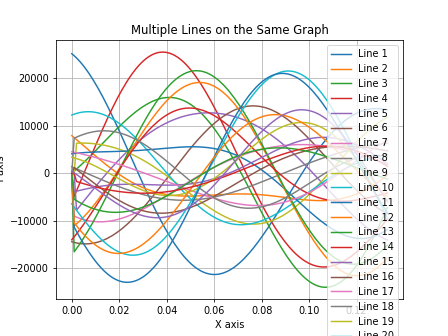 Multiple Lines on the Same Graph
20000
10000
0
−10000
−20000
0.00
0.02
0.04
0.06
0.08
0.10
X axis
Line 1
Line 2
Line 3
Line 4
Line 5
Line 6
Line 7
Line 8
Line 9
Line 10
Line 11
Line 12
Line 13
Line 14
Line 15
Line 16
Line 17
Line 18
Line 19
Line 20